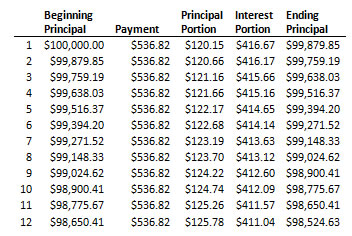 Beginning Principal Interest Ending
Principal Payment Portion Portion Principal
1 $100,000.00 $536.82 $120.15 $416.67 $99,879.85
2 $99,879.85 $536.82 $120.66 $416.17 $99,759.19
3 $99,759.19 $536.82 $121.16 $415.66 $99,638.03
4 $99,638.03 $536.82 $121.66 $415.16 $99,516.37
5 $99,516.37 $536.82 $122.17 $414.65 $99,394.20
6 $99,394.20 $536.82 $122.68 $414.14 $99,271.52
7 $99,271.52 $536.82 $123.19 $413.63 $99,148.33
8 $99,148.33 $536.82 $123.70 $413.12 $99,024.62
9 $99,024.62 $536.82 $124.22 $412.60 $98,900.41
10 $98,900.41 $536.82 $124.74 $412.09 $98,775.67
11 $98,775.67 $536.82 $125.26 $411.57 $98,650.41
12 $98,650.41 $536.82 $125.78 $411.04 $98,524.63